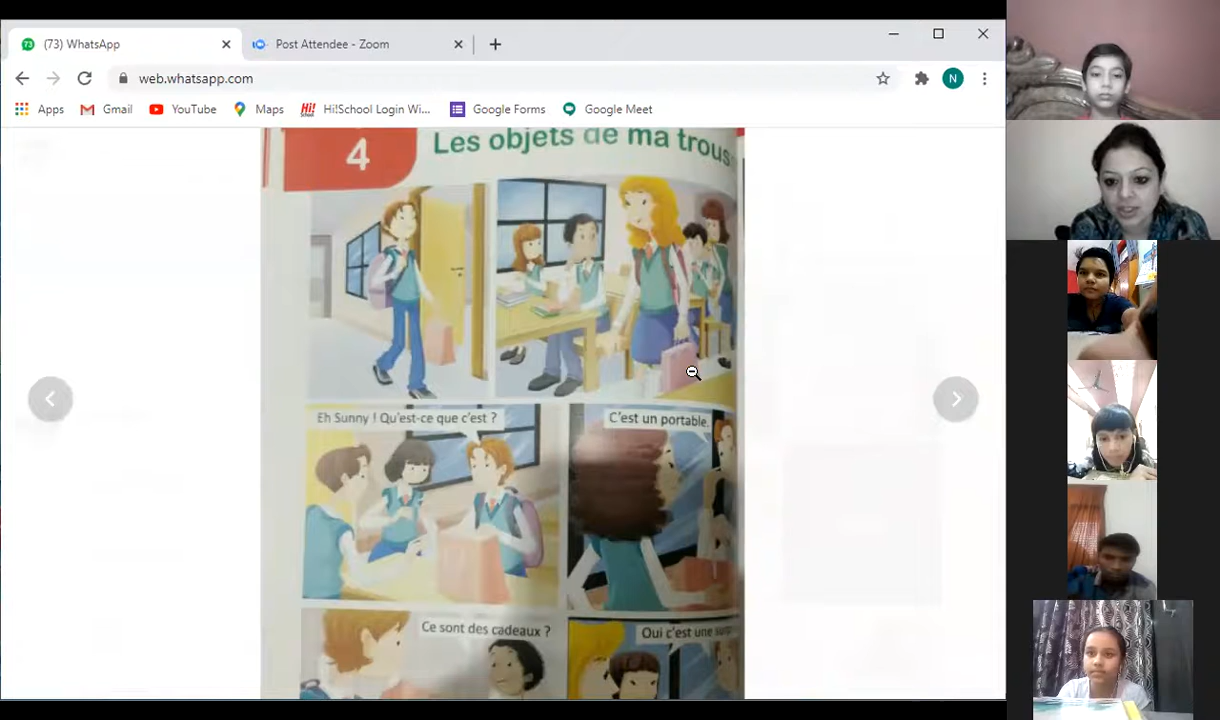 (73) WhatsApp
Post Attendee - Zoom
web.whatsapp.com
N
Apps
Gmail
YouTube
Maps
Hi!School Login Wi...
Google Forms
Google Meet
4
Les objets de ma trous
Eh Sunny ! Qu'est-ce que c'est ?
C'est un portable.
Ce sont des cadeaux ?
Oui c'est une